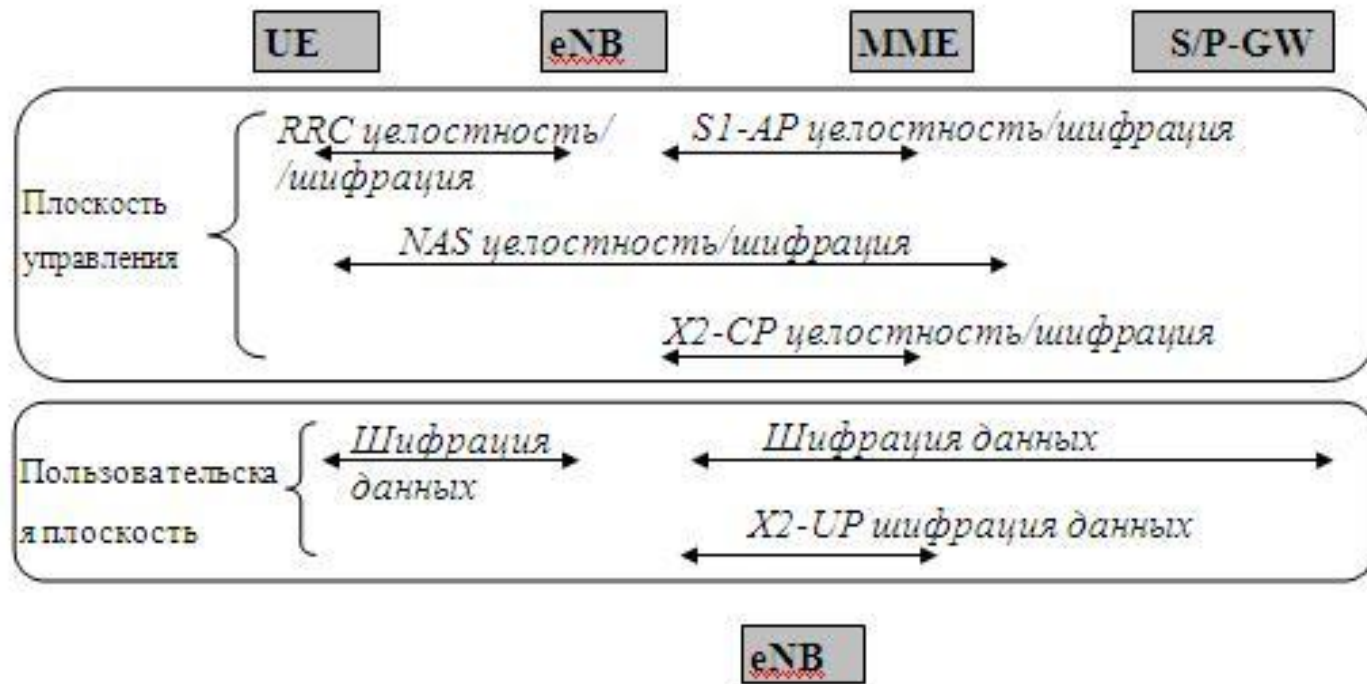 UE eNB MME S/P-GW
RRC целостность/ S1-AP целостность/шифрация
/шифрация
Плоскость
управления
NAS целостность/шифрация
X2-CP целостность/шифрация
Шифрация Шифрация данных
данных
Пользовательска
я плоскость
X2-UP шифрация данных
eNB